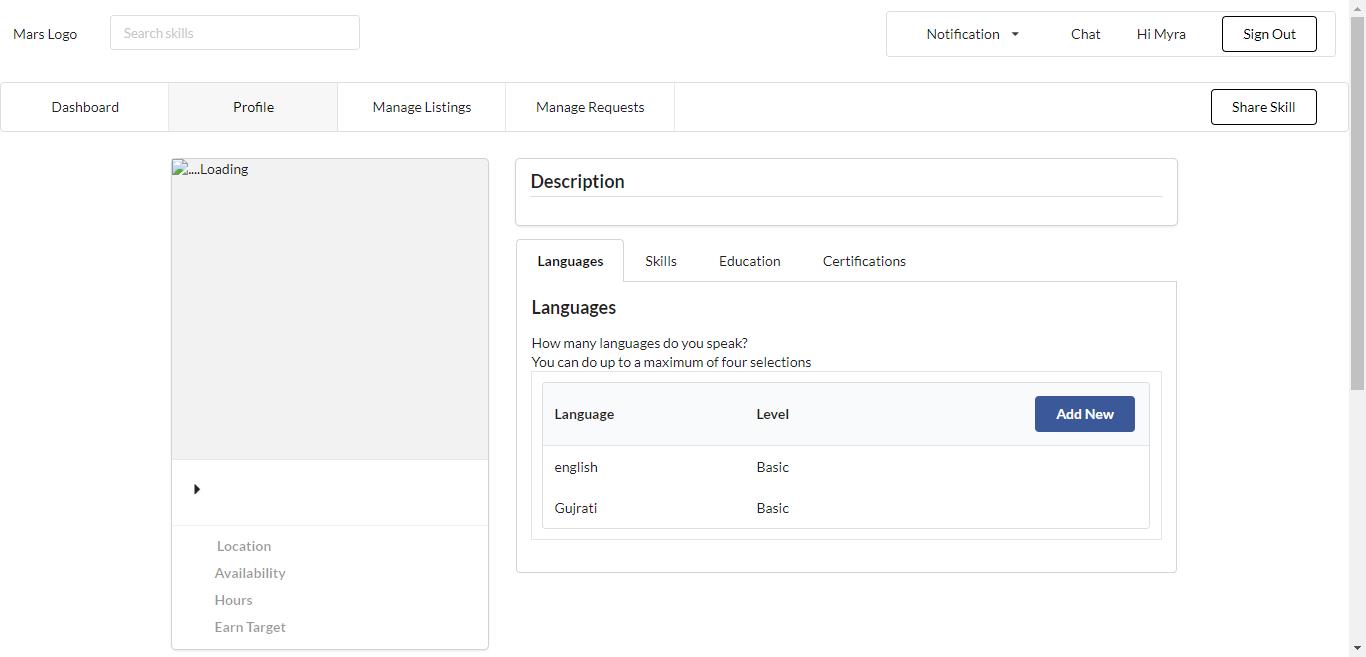 Mars Logo
Search skills
Notification
Chat
Hi Myra
Sign Out
Dashboard
Profile
Manage Listings
Manage Requests
Share Skill
....Loading
Location
Availability
Hours
Earn Target
Description
Languages
Skills
Education
Certifications
Languages
How many languages do you speak?
You can do up to a maximum of four selections
Language
Level
Add New
english
Basic
Gujrati
Basic